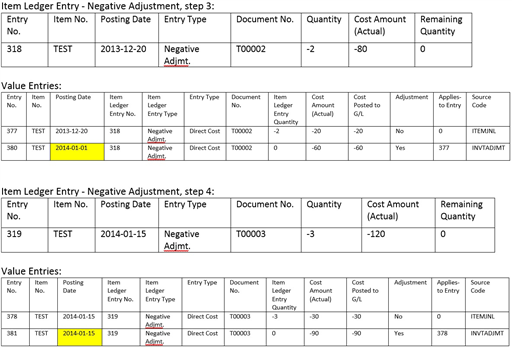 Item Ledger Entry - Negative Adjustment, step 3:
Entry No. Item No. Posting Date Entry Type Document No. Quantity Cost Amount (Actual) Remaining Quantity
318 TEST 2013-12-20 Negative Adjmt. T00002 -2 -80 0
Value Entries:
Entry No. Item No. Posting Date Item Ledger Entry No. Item Ledger Entry Type Entry Type Document No. Item Ledger Entry Quantity Cost Amount (Actual) Cost Posted to G/L Adjustment Applies-to Entry Source Code
377 TEST 2013-12-20 318 Negative Adjmt. Direct Cost T00002 -2 -20 -20 No 0 ITEMJNL
380 TEST 2014-01-01 318 Negative Adjmt. Direct Cost T00002 0 -60 -60 Yes 377 INVTADJMT
Item Ledger Entry - Negative Adjustment, step 4:
Entry No. Item No. Posting Date Entry Type Document No. Quantity Cost Amount (Actual) Remaining Quantity
319 TEST 2014-01-15 Negative Adjmt. T00003 -3 -120 0
Value Entries:
Entry No. Item No. Posting Date Item Ledger Entry No. Item Ledger Entry Type Entry Type Document No. Item Ledger Entry Quantity Cost Amount (Actual) Cost Posted to G/L Adjustment Applies-to Entry Source Code
378 TEST 2014-01-15 319 Negative Adjmt. Direct Cost T00003 -3 -30 -30 No 0 ITEMJNL
381 TEST 2014-01-15 319 Negative Adjmt. Direct Cost T00003 0 -90 -90 Yes 378 INVTADJMT